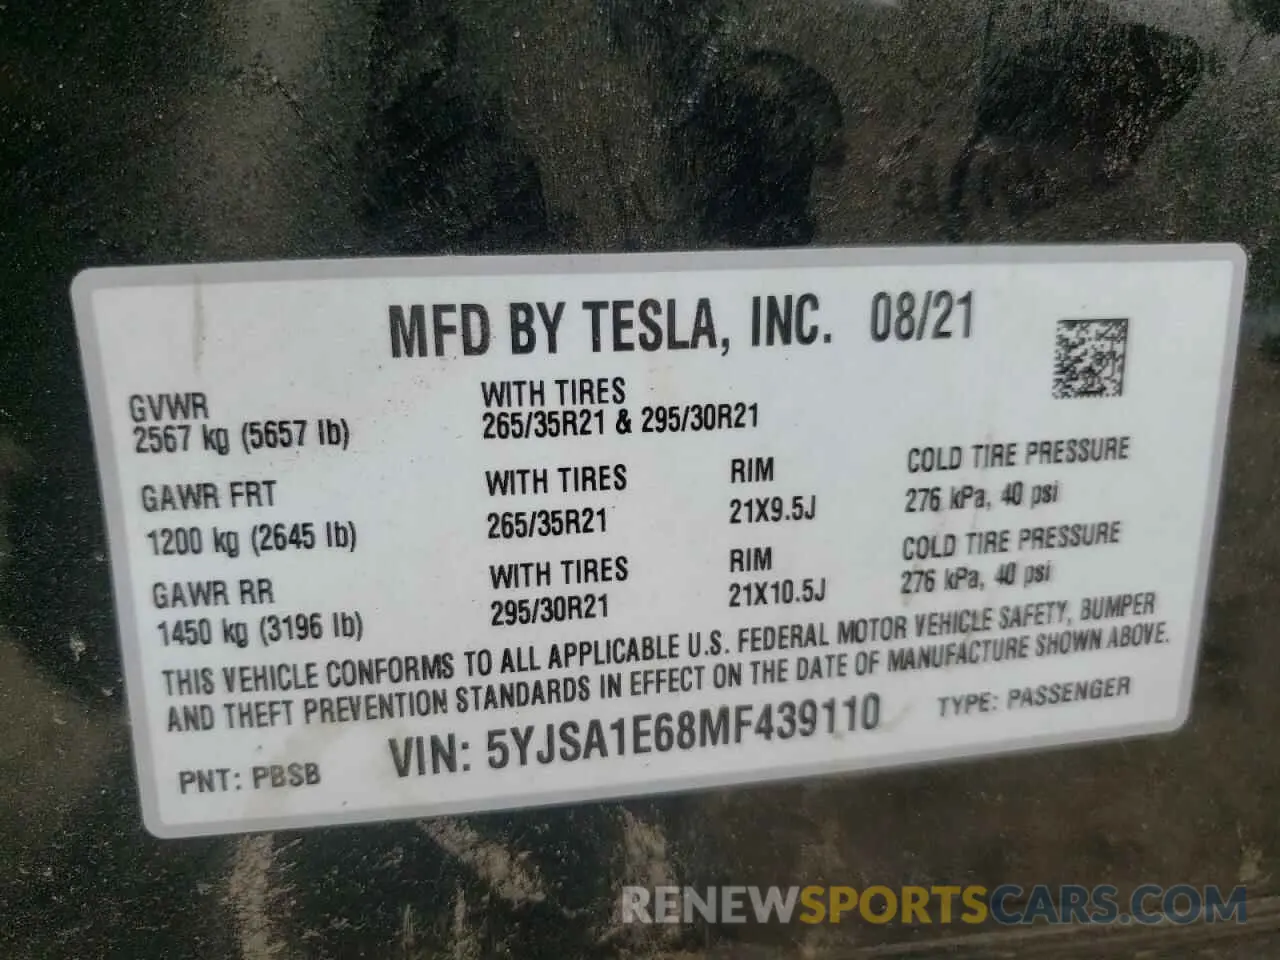 MFD BY TESLA, INC. 08/21
GVWR
2567 kg (5657 lb)
WITH TIRES
265/35R21 & 295/30R21
GAWR FRT
1200 kg (2645 lb)
WITH TIRES
265/35R21
RIM
21X9.5J
COLD TIRE PRESSURE
276 kPa, 40 psi
GAWR RR
1450 kg (3196 lb)
WITH TIRES
295/30R21
RIM
21X10.5J
COLD TIRE PRESSURE
276 kPa, 40 psi
THIS VEHICLE CONFORMS TO ALL APPLICABLE U.S. FEDERAL MOTOR VEHICLE SAFETY, BUMPER
AND THEFT PREVENTION STANDARDS IN EFFECT ON THE DATE OF MANUFACTURE SHOWN ABOVE.
PNT: PBSB
VIN: 5YJSA1E68MF439110
TYPE: PASSENGER
RENEWSPORTSCARS.COM